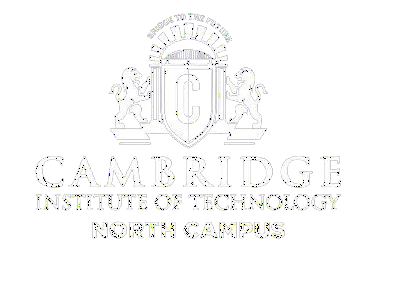 BRIDGE TO THE FUTURE
C
CAMBRIDGE
INSTITUTE OF TECHNOLOGY
NORTH CAMPUS